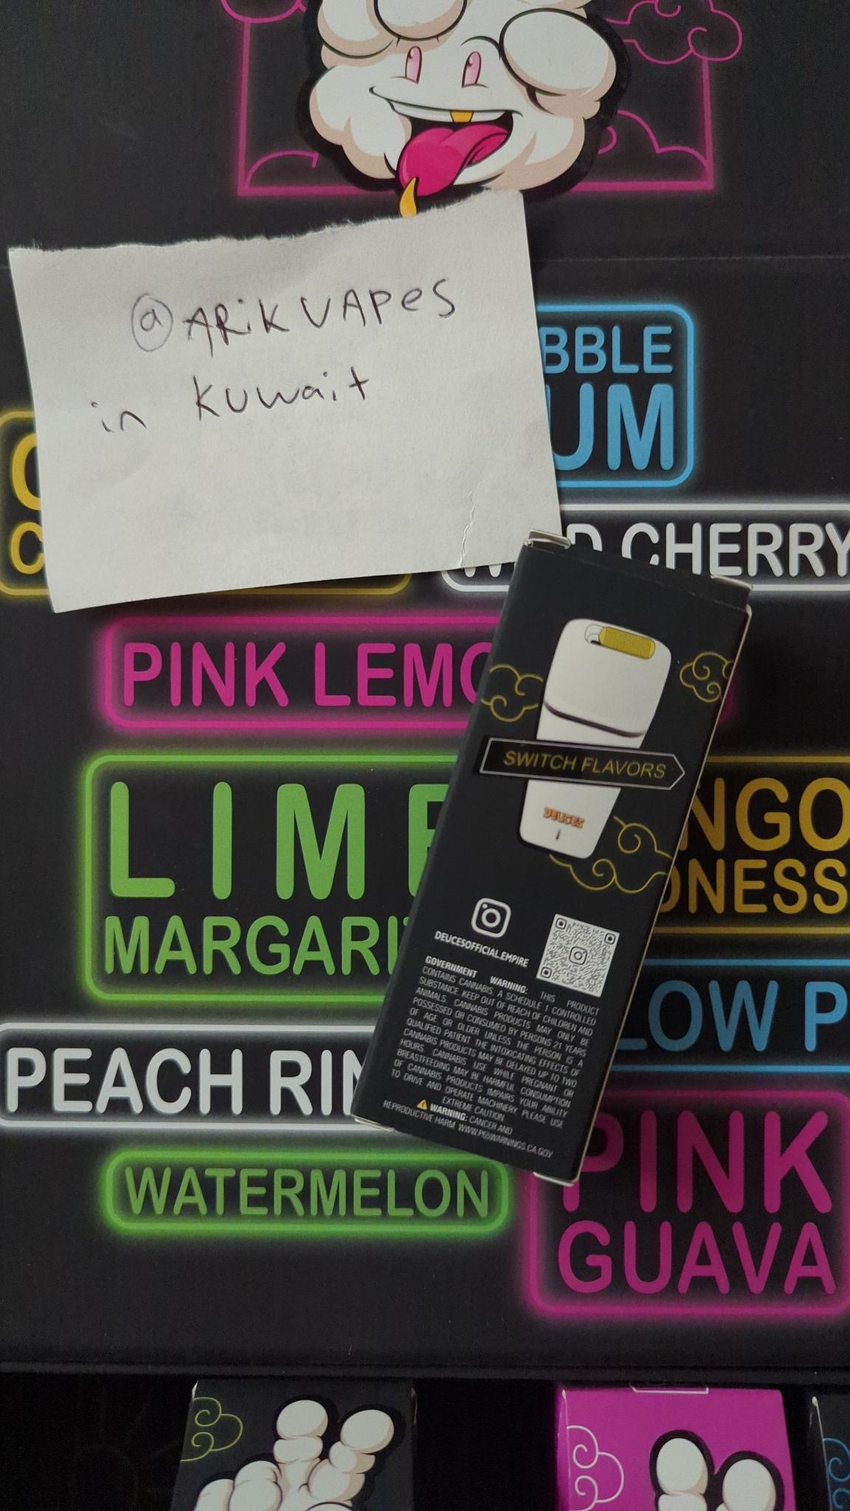 @ARiKVAPes
in Kuwait
BBLE
UM
C
D CHERRY
PINK LEMO
SWITCH FLAVORS
DEUCES
LIME
MARGARI
NGO
DNESS
DEUCESOFFICIAL.EMPIRE
GOVERNMENT WARNING: THIS PRODUCT
CONTAINS CANNABIS, A SCHEDULE 1 CONTROLLED
SUBSTANCE. KEEP OUT OF REACH OF CHILDREN AND
ANIMALS. CANNABIS PRODUCTS MAY ONLY BE
POSSESSED OR CONSUMED BY PERSONS 21 YEARS
OF AGE OR OLDER UNLESS THE PERSON IS A
QUALIFIED PATIENT. THE INTOXICATING EFFECTS OF
CANNABIS PRODUCTS MAY BE DELAYED UP TO TWO
HOURS. CANNABIS USE WHILE PREGNANT OR
BREASTFEEDING MAY BE HARMFUL. CONSUMPTION
OF CANNABIS PRODUCTS IMPAIRS YOUR ABILITY
TO DRIVE AND OPERATE MACHINERY. PLEASE USE
EXTREME CAUTION.
WARNING: CANCER AND
REPRODUCTIVE HARM WWW.P65WARNINGS.CA.GOV
LOW P
PEACH RIN
WATERMELON
PINK
GUAVA